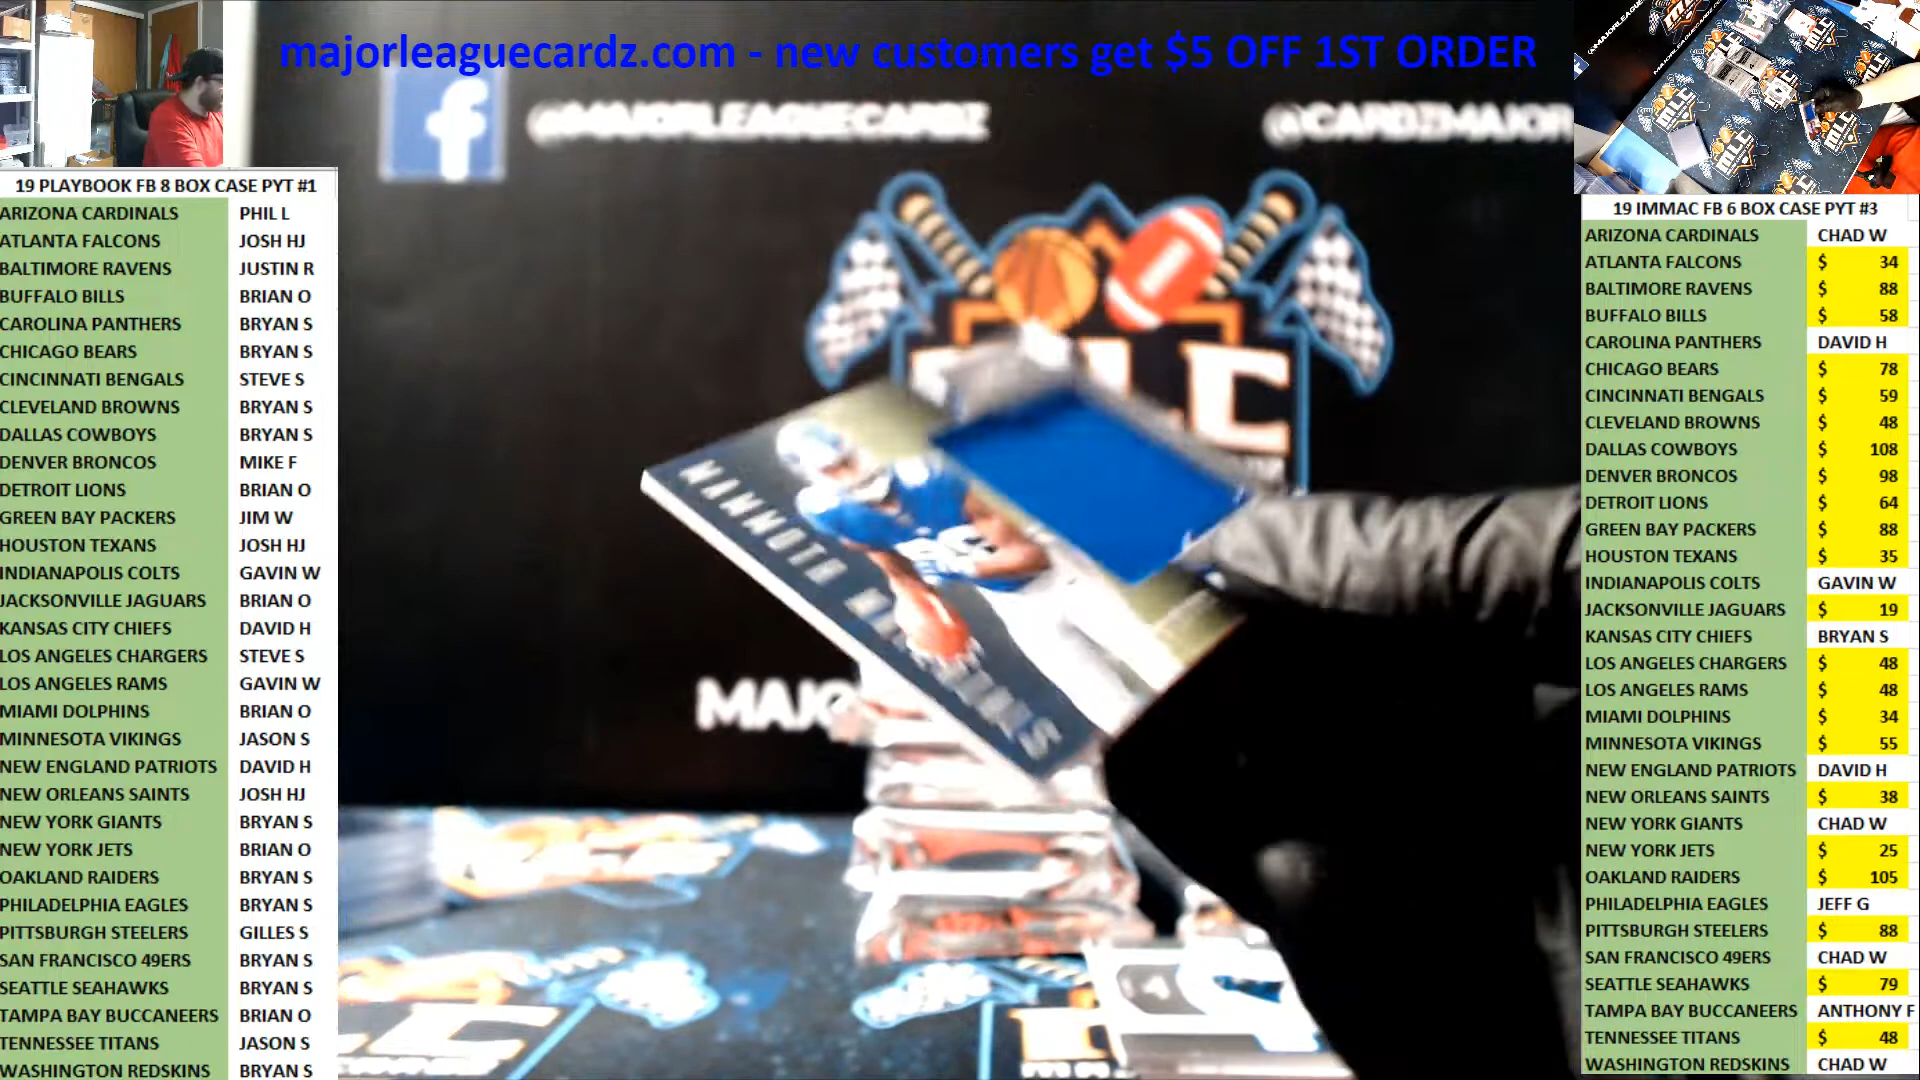 majorleaguecardz.com - new customers get $5 OFF 1ST ORDER
f @MAJORLEAGUECARDZ
@CARDZMAJOR
MLC
MAMMOTH MATERIALS
MAJO
19 PLAYBOOK FB 8 BOX CASE PYT #1
ARIZONA CARDINALS PHIL L
ATLANTA FALCONS JOSH HJ
BALTIMORE RAVENS JUSTIN R
BUFFALO BILLS BRIAN O
CAROLINA PANTHERS BRYAN S
CHICAGO BEARS BRYAN S
CINCINNATI BENGALS STEVE S
CLEVELAND BROWNS BRYAN S
DALLAS COWBOYS BRYAN S
DENVER BRONCOS MIKE F
DETROIT LIONS BRIAN O
GREEN BAY PACKERS JIM W
HOUSTON TEXANS JOSH HJ
INDIANAPOLIS COLTS GAVIN W
JACKSONVILLE JAGUARS BRIAN O
KANSAS CITY CHIEFS DAVID H
LOS ANGELES CHARGERS STEVE S
LOS ANGELES RAMS GAVIN W
MIAMI DOLPHINS BRIAN O
MINNESOTA VIKINGS JASON S
NEW ENGLAND PATRIOTS DAVID H
NEW ORLEANS SAINTS JOSH HJ
NEW YORK GIANTS BRYAN S
NEW YORK JETS BRIAN O
OAKLAND RAIDERS BRYAN S
PHILADELPHIA EAGLES BRYAN S
PITTSBURGH STEELERS GILLES S
SAN FRANCISCO 49ERS BRYAN S
SEATTLE SEAHAWKS BRYAN S
TAMPA BAY BUCCANEERS BRIAN O
TENNESSEE TITANS JASON S
WASHINGTON REDSKINS BRYAN S
19 IMMAC FB 6 BOX CASE PYT #3
ARIZONA CARDINALS CHAD W
ATLANTA FALCONS $ 34
BALTIMORE RAVENS $ 88
BUFFALO BILLS $ 58
CAROLINA PANTHERS DAVID H
CHICAGO BEARS $ 78
CINCINNATI BENGALS $ 59
CLEVELAND BROWNS $ 48
DALLAS COWBOYS $ 108
DENVER BRONCOS $ 98
DETROIT LIONS $ 64
GREEN BAY PACKERS $ 88
HOUSTON TEXANS $ 35
INDIANAPOLIS COLTS GAVIN W
JACKSONVILLE JAGUARS $ 19
KANSAS CITY CHIEFS BRYAN S
LOS ANGELES CHARGERS $ 48
LOS ANGELES RAMS $ 48
MIAMI DOLPHINS $ 34
MINNESOTA VIKINGS $ 55
NEW ENGLAND PATRIOTS DAVID H
NEW ORLEANS SAINTS $ 38
NEW YORK GIANTS CHAD W
NEW YORK JETS $ 25
OAKLAND RAIDERS $ 105
PHILADELPHIA EAGLES JEFF G
PITTSBURGH STEELERS $ 88
SAN FRANCISCO 49ERS CHAD W
SEATTLE SEAHAWKS $ 79
TAMPA BAY BUCCANEERS ANTHONY F
TENNESSEE TITANS $ 48
WASHINGTON REDSKINS CHAD W